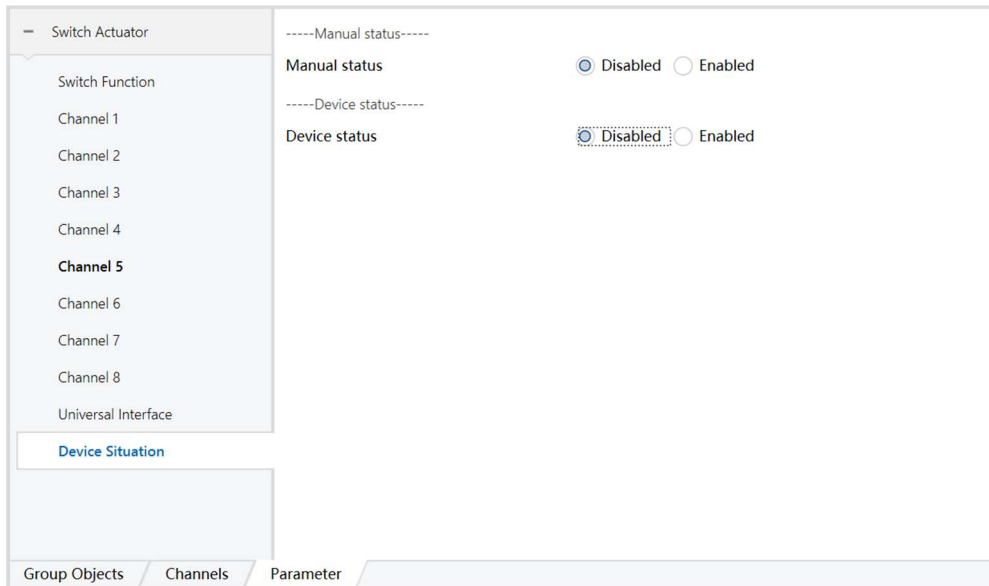 Switch Actuator
Switch Function
Channel 1
Channel 2
Channel 3
Channel 4
Channel 5
Channel 6
Channel 7
Channel 8
Universal Interface
Device Situation
-----Manual status-----
Manual status Disabled Enabled
-----Device status-----
Device status Disabled Enabled
Group Objects Channels Parameter